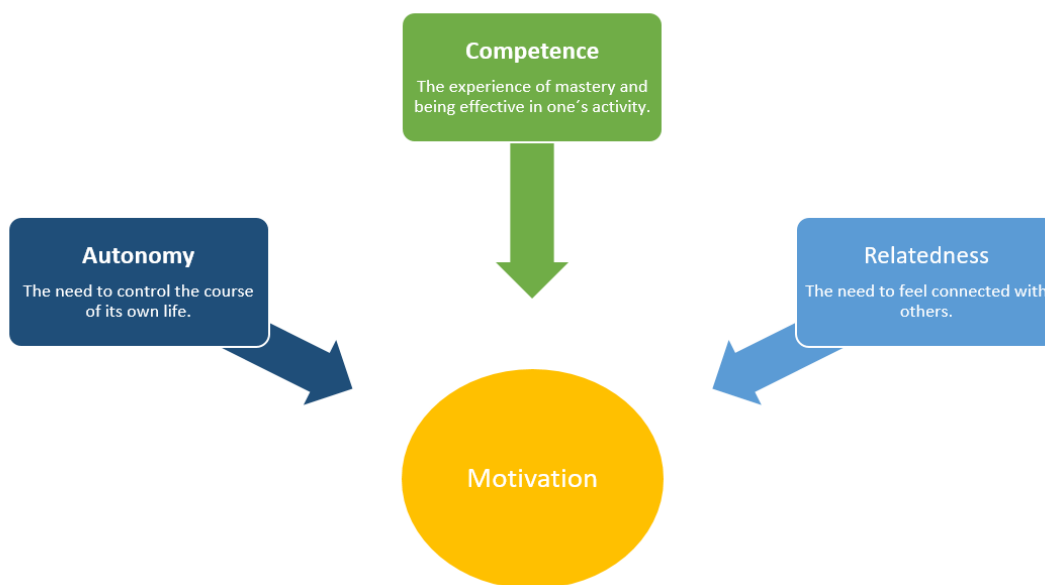 Competence
The experience of mastery and
being effective in one´s activity.
Autonomy
The need to control the course
of its own life.
Relatedness
The need to feel connected with
others.
Motivation